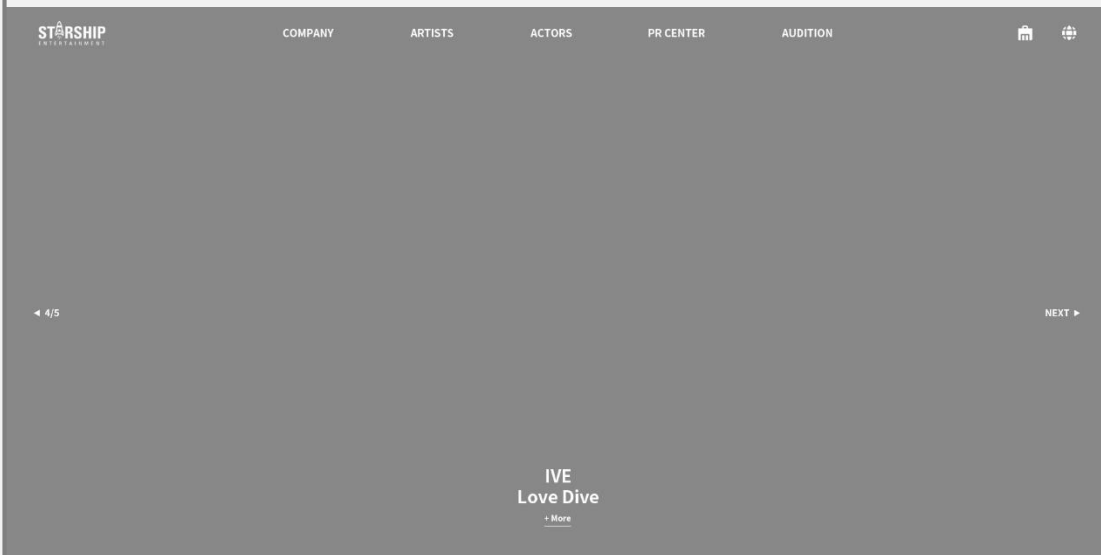 STARSHIP
ENTERTAINMENT
COMPANY
ARTISTS
ACTORS
PR CENTER
AUDITION
◀ 4/5
NEXT ▶
IVE
Love Dive
+ More